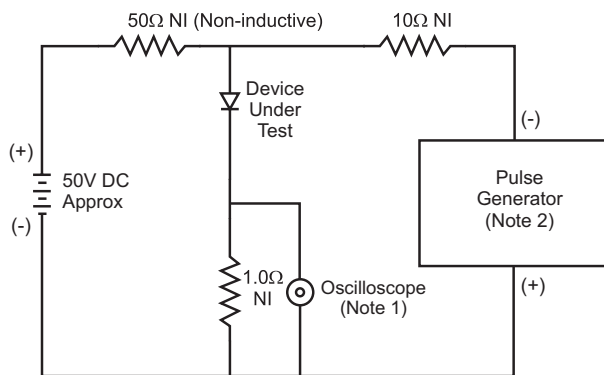 50Ω NI (Non-inductive)
10Ω NI
Device
Under
Test
(-)
(+)
50V DC
Approx
(-)
Pulse
Generator
(Note 2)
1.0Ω
NI
Oscilloscope
(Note 1)
(+)